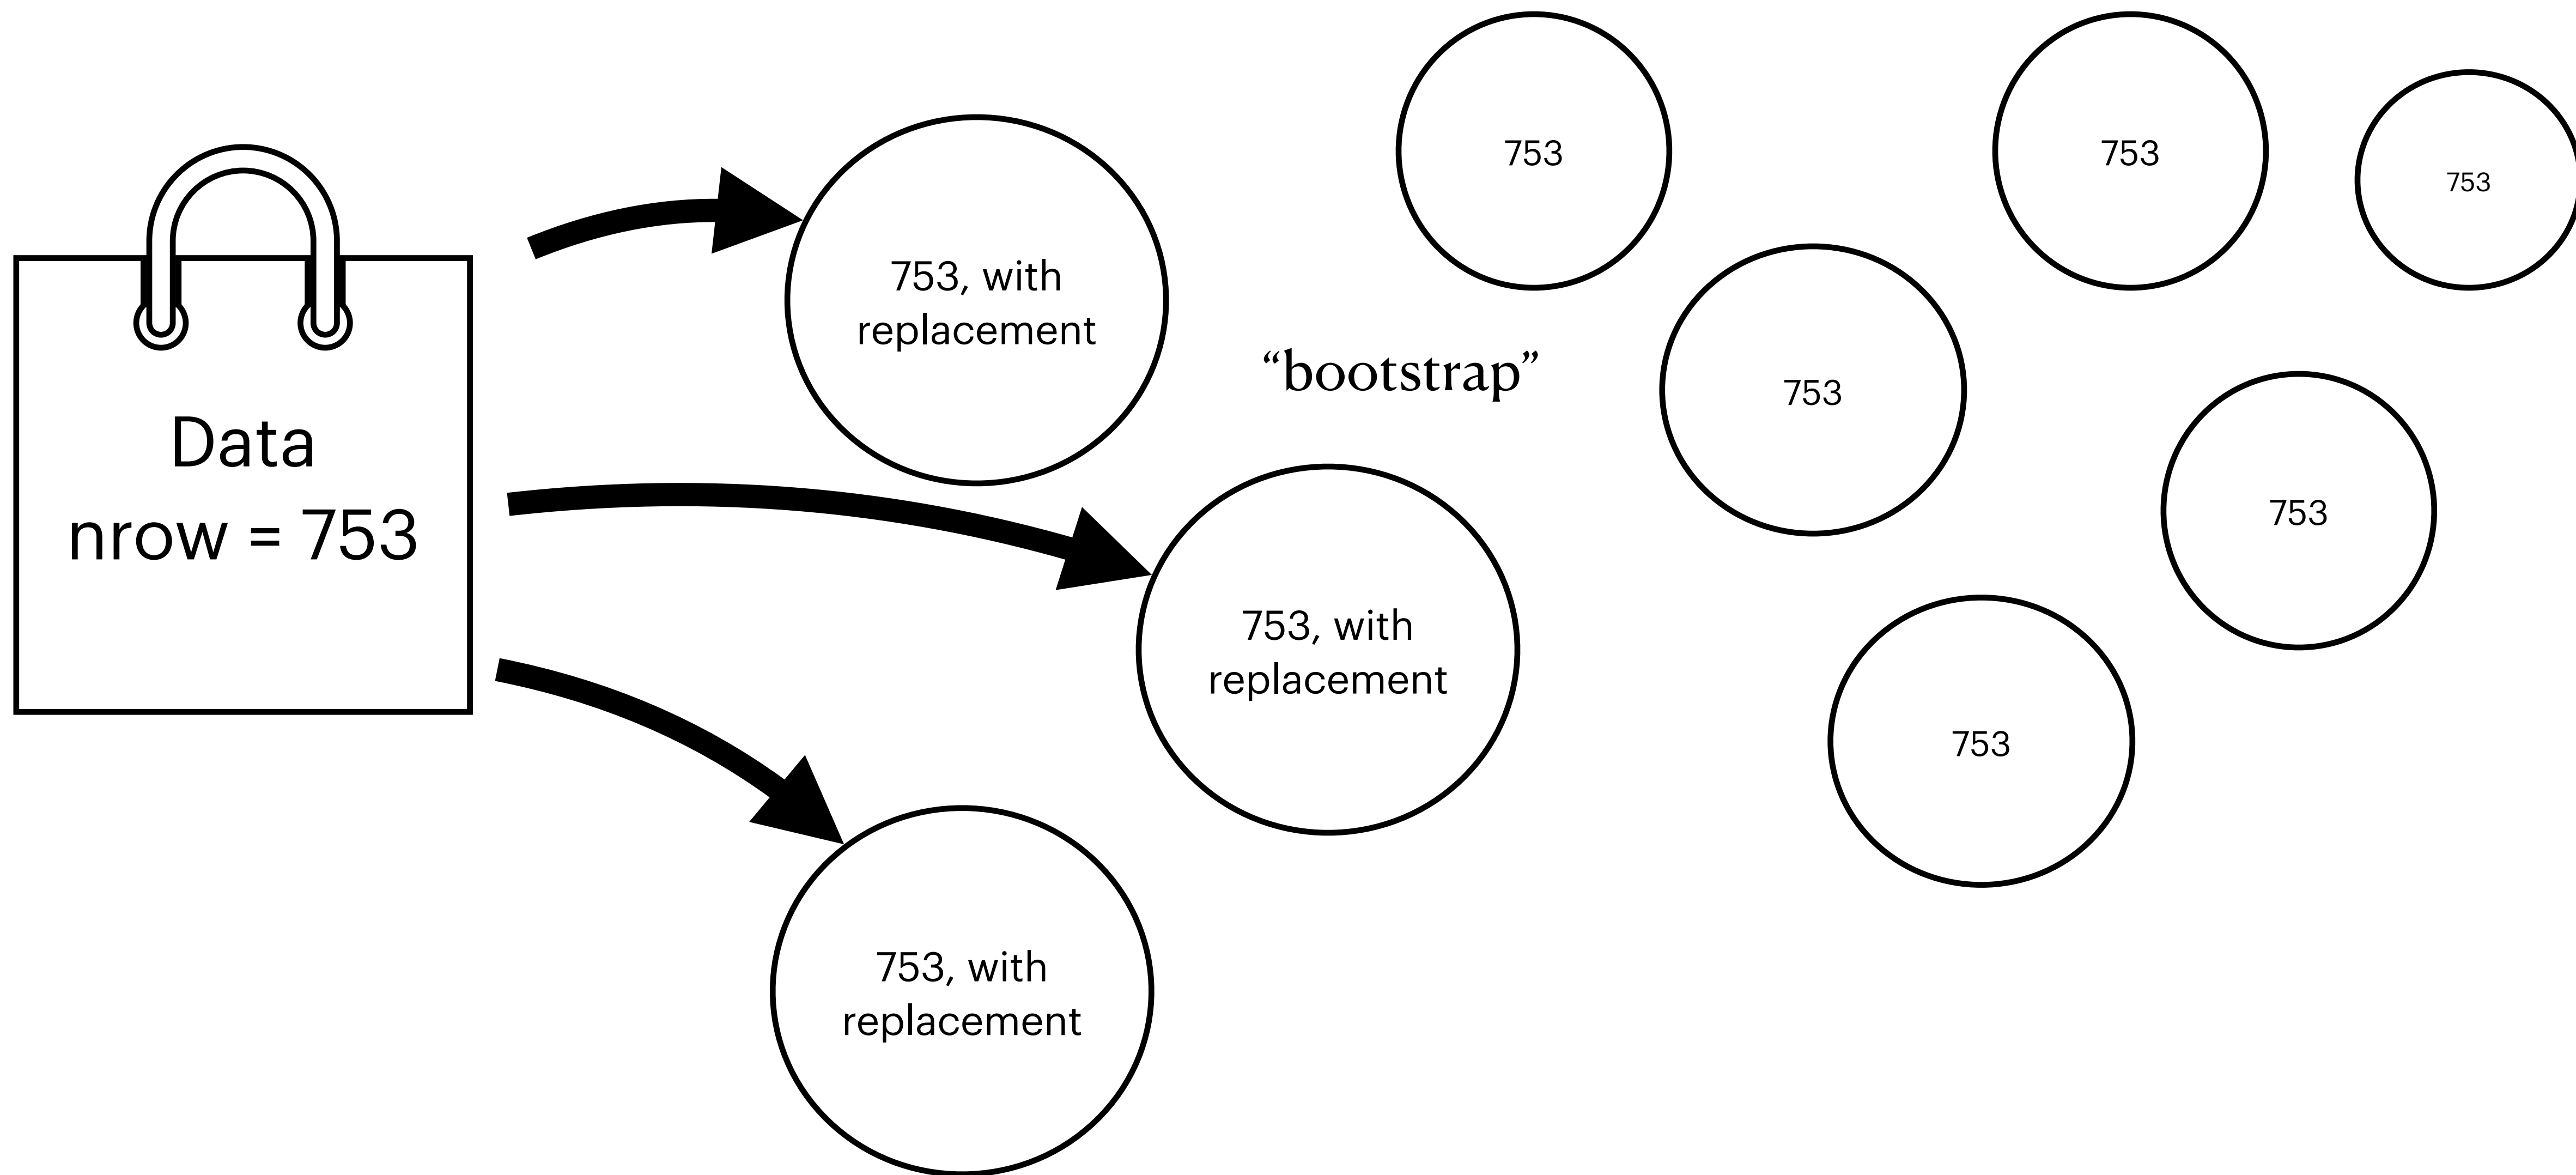 Data
nrow = 753
753, with
replacement
“bootstrap”
753, with
replacement
753, with
replacement
753
753
753
753
753
753